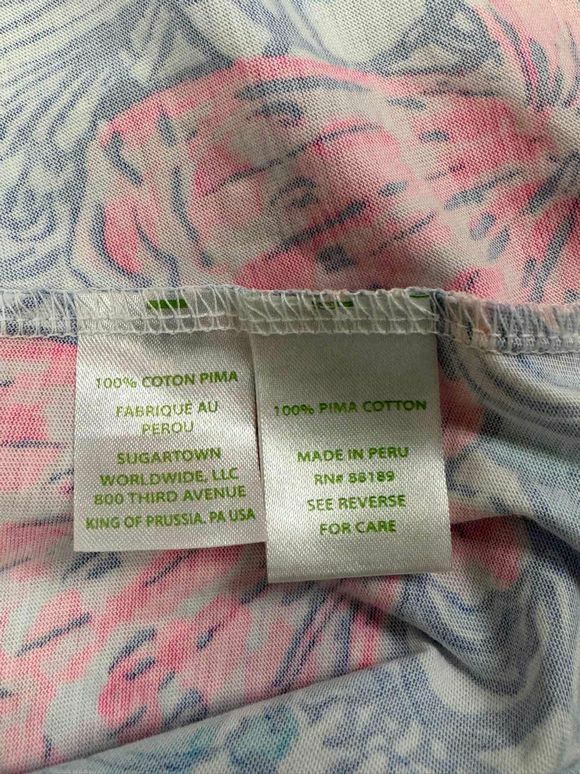 100% COTON PIMA
FABRIQUÉ AU
PEROU
SUGARTOWN
WORLDWIDE, LLC
800 THIRD AVENUE
KING OF PRUSSIA, PA USA
100% PIMA COTTON
MADE IN PERU
RN# 88189
SEE REVERSE
FOR CARE